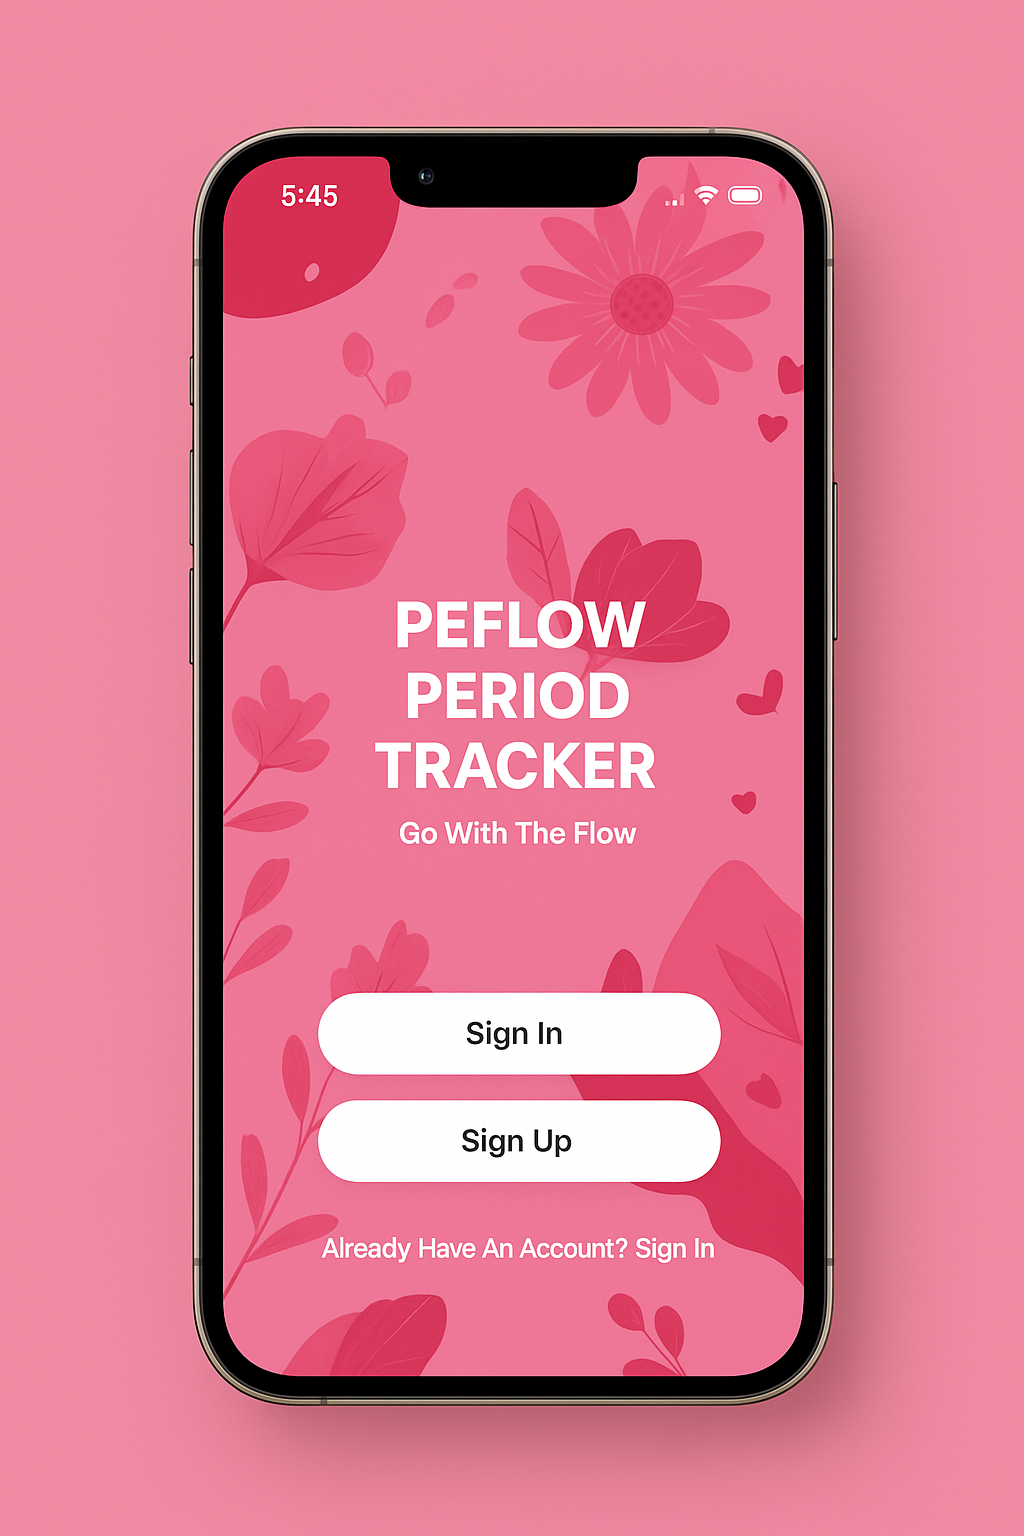 5:45
PEFLOW
PERIOD
TRACKER
Go With The Flow
Sign In
Sign Up
Already Have An Account? Sign In